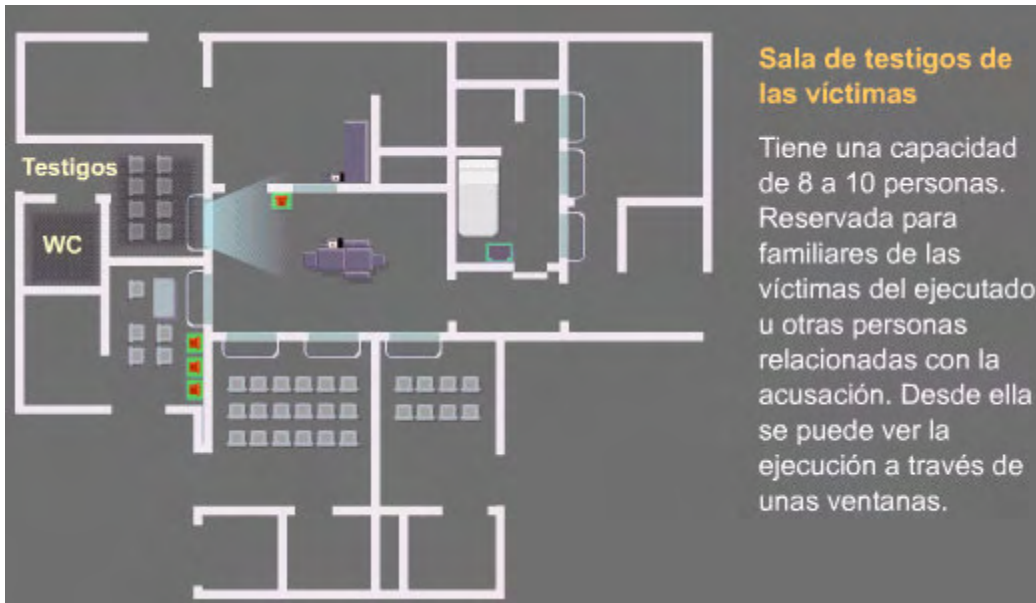 Testigos
WC
Sala de testigos de
las víctimas
Tiene una capacidad
de 8 a 10 personas.
Reservada para
familiares de las
víctimas del ejecutado
u otras personas
relacionadas con la
acusación. Desde ella
se puede ver la
ejecución a través de
unas ventanas.